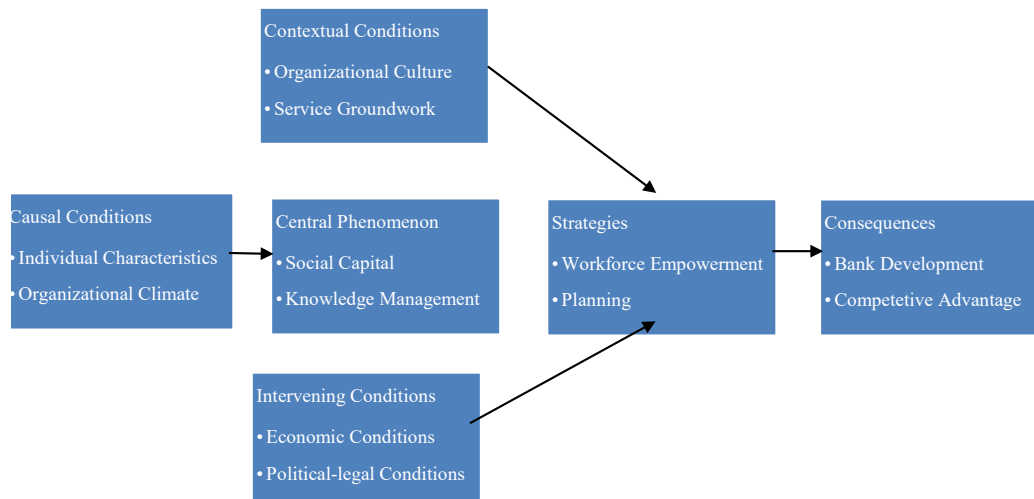 Contextual Conditions
• Organizational Culture
• Service Groundwork
Causal Conditions
• Individual Characteristics
• Organizational Climate
Central Phenomenon
• Social Capital
• Knowledge Management
Strategies
• Workforce Empowerment
• Planning
Consequences
• Bank Development
• Competetive Advantage
Intervening Conditions
• Economic Conditions
• Political-legal Conditions